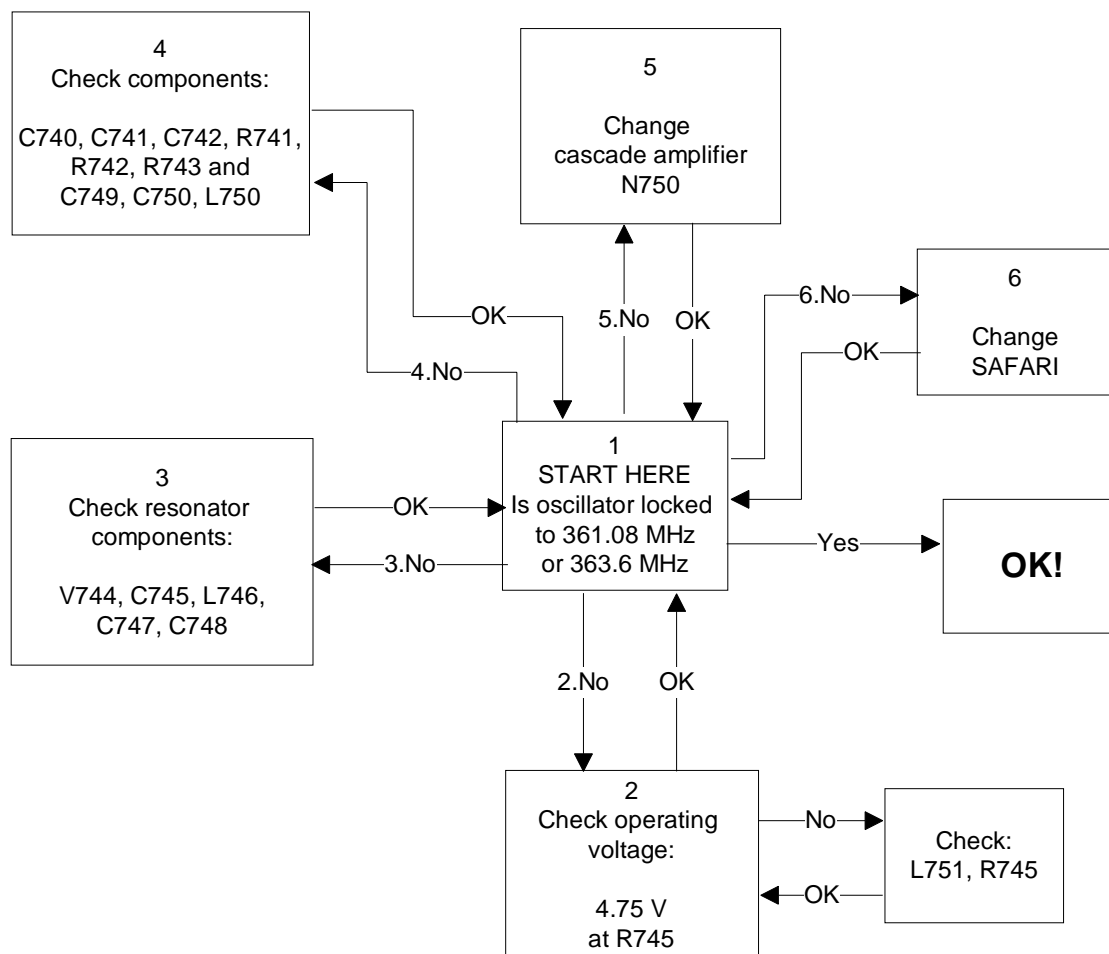 4
Check components:
C740, C741, C742, R741,
R742, R743 and
C749, C750, L750
5
Change
cascade amplifier
N750
6
Change
SAFARI
OK
4.No
5.No
OK
6.No
OK
3
Check resonator
components:
V744, C745, L746,
C747, C748
OK
3.No
1
START HERE
Is oscillator locked
to 361.08 MHz
or 363.6 MHz
Yes
OK!
2.No
OK
2
Check operating
voltage:
4.75 V
at R745
No
OK
Check:
L751, R745